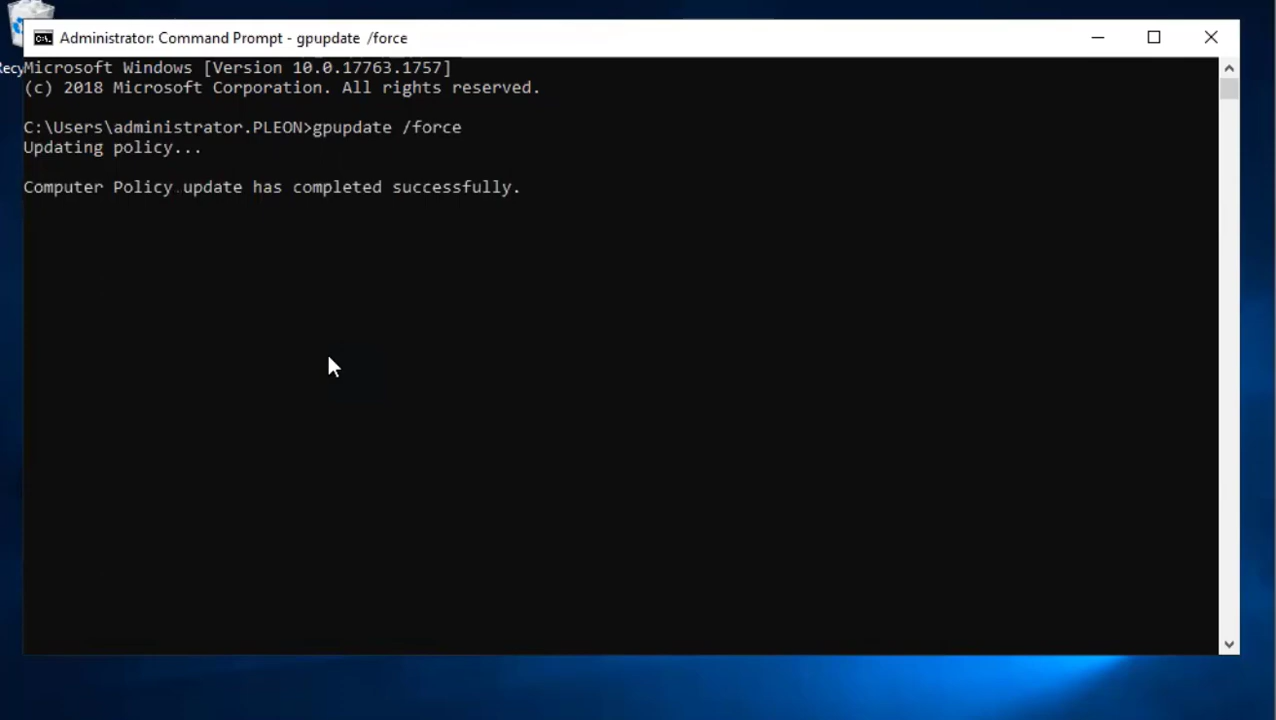 Recy
Administrator: Command Prompt - gpupdate /force
Microsoft Windows [Version 10.0.17763.1757]
(c) 2018 Microsoft Corporation. All rights reserved.
C:\Users\administrator.PLEON>gpupdate /force
Updating policy...
Computer Policy update has completed successfully.